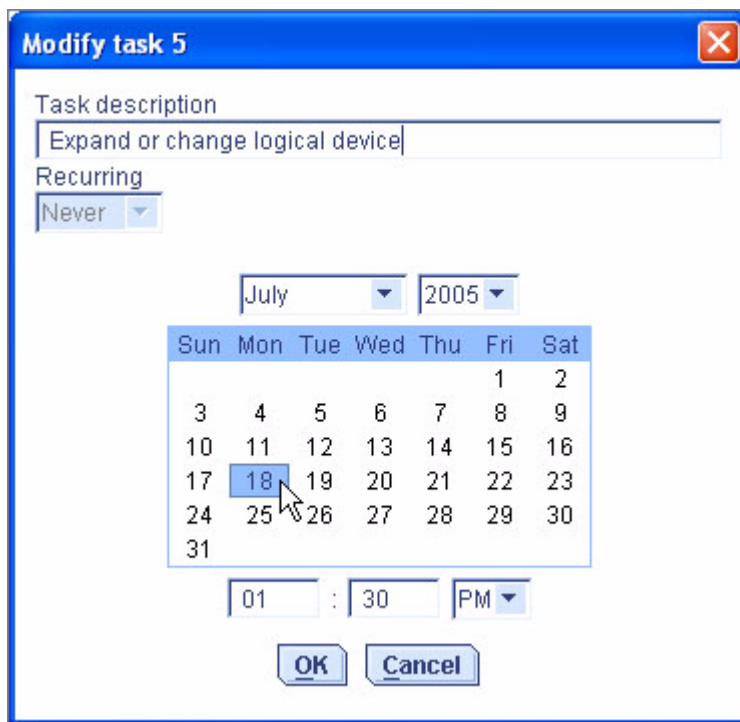 Modify task 5
Task description
Expand or change logical device
Recurring
Never
July 2005
Sun Mon Tue Wed Thu Fri Sat
1 2
3 4 5 6 7 8 9
10 11 12 13 14 15 16
17 18 19 20 21 22 23
24 25 26 27 28 29 30
31
01 : 30 PM
OK Cancel